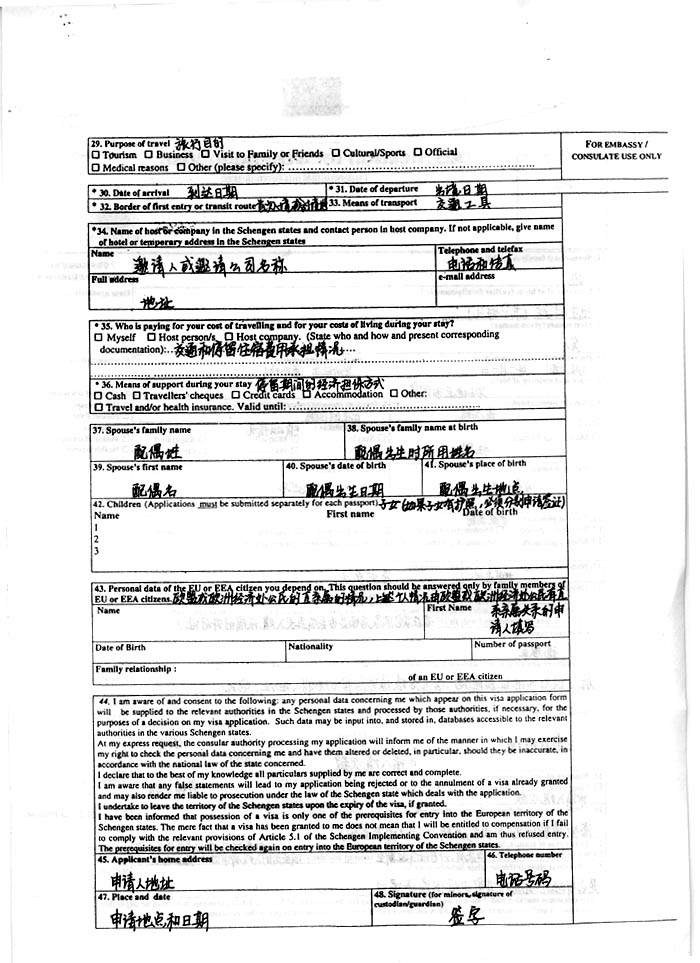 29. Purpose of travel 旅行目的
☐ Tourism ☐ Business ☐ Visit to Family or Friends ☐ Cultural/Sports ☐ Official
☐ Medical reasons ☐ Other (please specify):
FOR EMBASSY /
CONSULATE USE ONLY
* 30. Date of arrival 到达日期
* 31. Date of departure 出境日期
* 32. Border of first entry or transit route
33. Means of transport 交通工具
*34. Name of host or company in the Schengen states and contact person in host company. If not applicable, give name
of hotel or temporary address in the Schengen states
Name 邀请人或邀请公司名称
Telephone and telefax
电话和传真
Full address
e-mail address
地址
* 35. Who is paying for your cost of travelling and for your costs of living during your stay?
☐ Myself ☐ Host person/s ☐ Host company. (State who and how and present corresponding
documentation):..交通和停留住宿费用承担情况...
* 36. Means of support during your stay 停留期间的经济担保方式
☐ Cash ☐ Travellers' cheques ☐ Credit cards ☐ Accommodation ☐ Other:
☐ Travel and/or health insurance. Valid until:
37. Spouse's family name
38. Spouse's family name at birth
配偶姓
配偶出生时所用姓名
39. Spouse's first name
40. Spouse's date of birth
41. Spouse's place of birth
配偶名
配偶出生日期
配偶出生地点
42. Children (Applications must be submitted separately for each passport) 子女(如果子女有护照,必须分别申请签证)
Name First name Date of birth
1
2
3
43. Personal data of the EU or EEA citizen you depend on. This question should be answered only by family members of
EU or EEA citizens. 欧盟或欧洲经济处公民的直亲属的情况,上述个人情况由欧盟或欧洲经济处公民有直
Name
First Name 系亲属关系的申
请人填写
Date of Birth
Nationality
Number of passport
Family relationship :
of an EU or EEA citizen
44. I am aware of and consent to the following: any personal data concerning me which appear on this visa application form
will be supplied to the relevant authorities in the Schengen states and processed by those authorities, if necessary, for the
purposes of a decision on my visa application. Such data may be input into, and stored in, databases accessible to the relevant
authorities in the various Schengen states.
At my express request, the consular authority processing my application will inform me of the manner in which I may exercise
my right to check the personal data concerning me and have them altered or deleted, in particular, should they be inaccurate, in
accordance with the national law of the state concerned.
I declare that to the best of my knowledge all particulars supplied by me are correct and complete.
I am aware that any false statements will lead to my application being rejected or to the annulment of a visa already granted
and may also render me liable to prosecution under the law of the Schengen state which deals with the application.
I undertake to leave the territory of the Schengen states upon the expiry of the visa, if granted.
I have been informed that possession of a visa is only one of the prerequisites for entry into the European territory of the
Schengen states. The mere fact that a visa has been granted to me does not mean that I will be entitled to compensation if I fail
to comply with the relevant provisions of Article 5.1 of the Schengen Implementing Convention and am thus refused entry.
The prerequisites for entry will be checked again on entry into the European territory of the Schengen states.
45. Applicant's home address
46. Telephone number
申请人地址
电话号码
47. Place and date
48. Signature (for minors, signature of
custodian/guardian)
申请地点和日期
签字